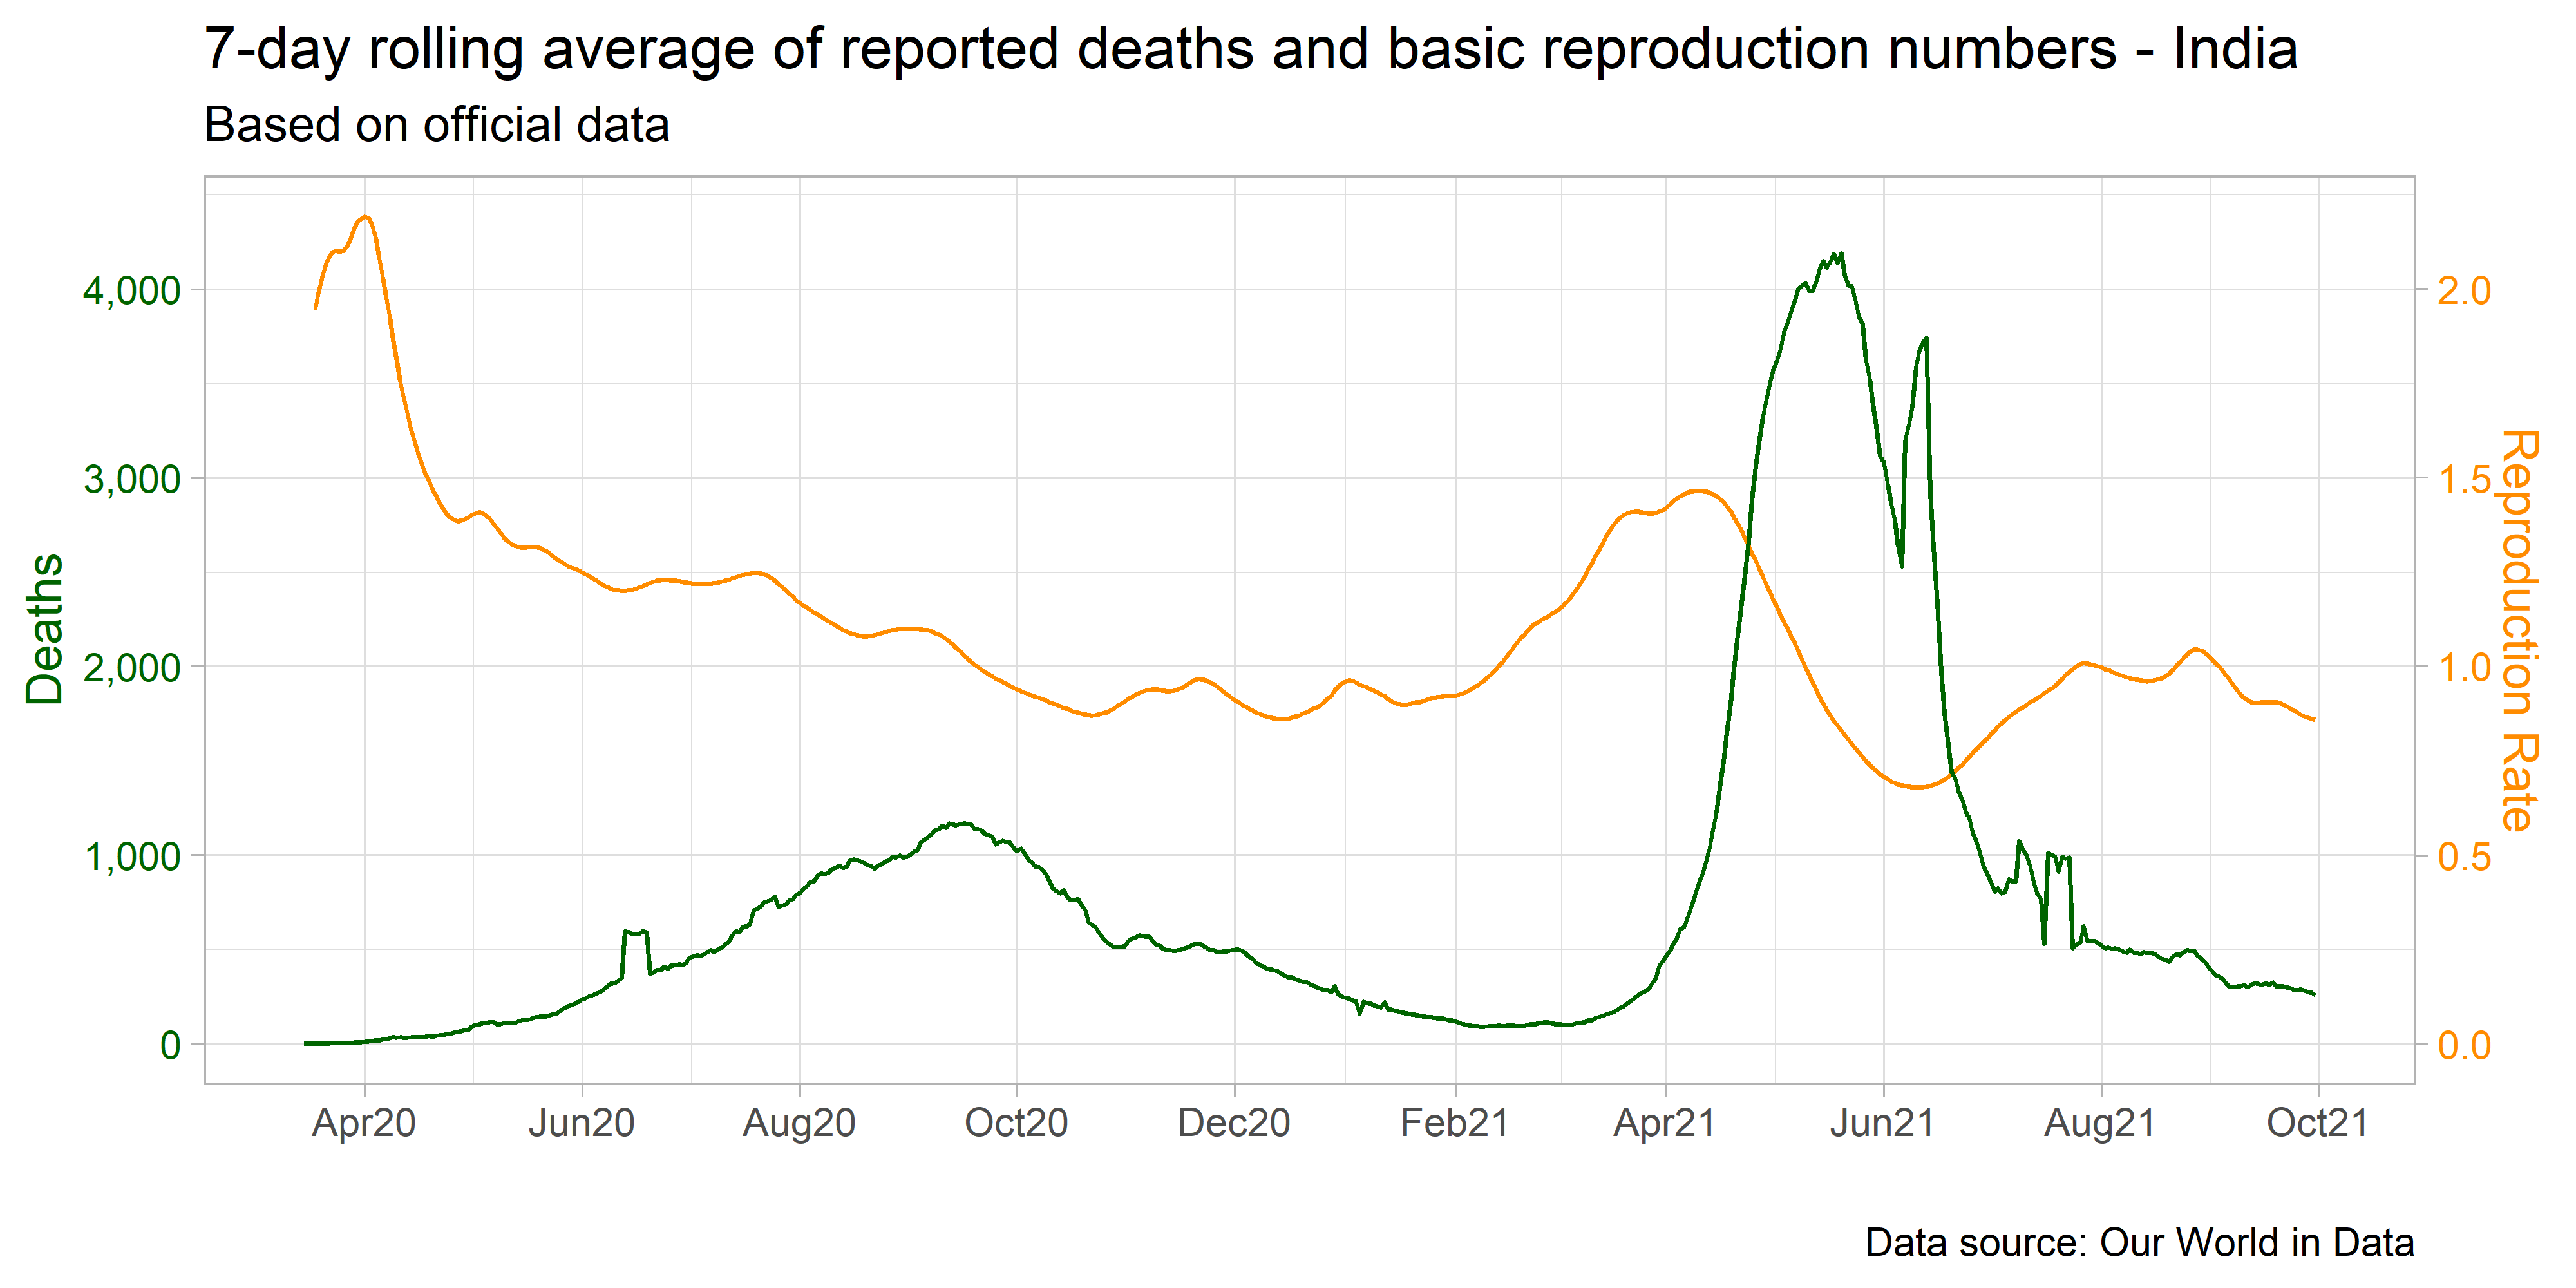 7-day rolling average of reported deaths and basic reproduction numbers - India
Based on official data
Deaths
4,000
3,000
2,000
1,000
0
2.0
1.5
1.0
0.5
0.0
Reproduction Rate
Apr20 Jun20 Aug20 Oct20 Dec20 Feb21 Apr21 Jun21 Aug21 Oct21
Data source: Our World in Data